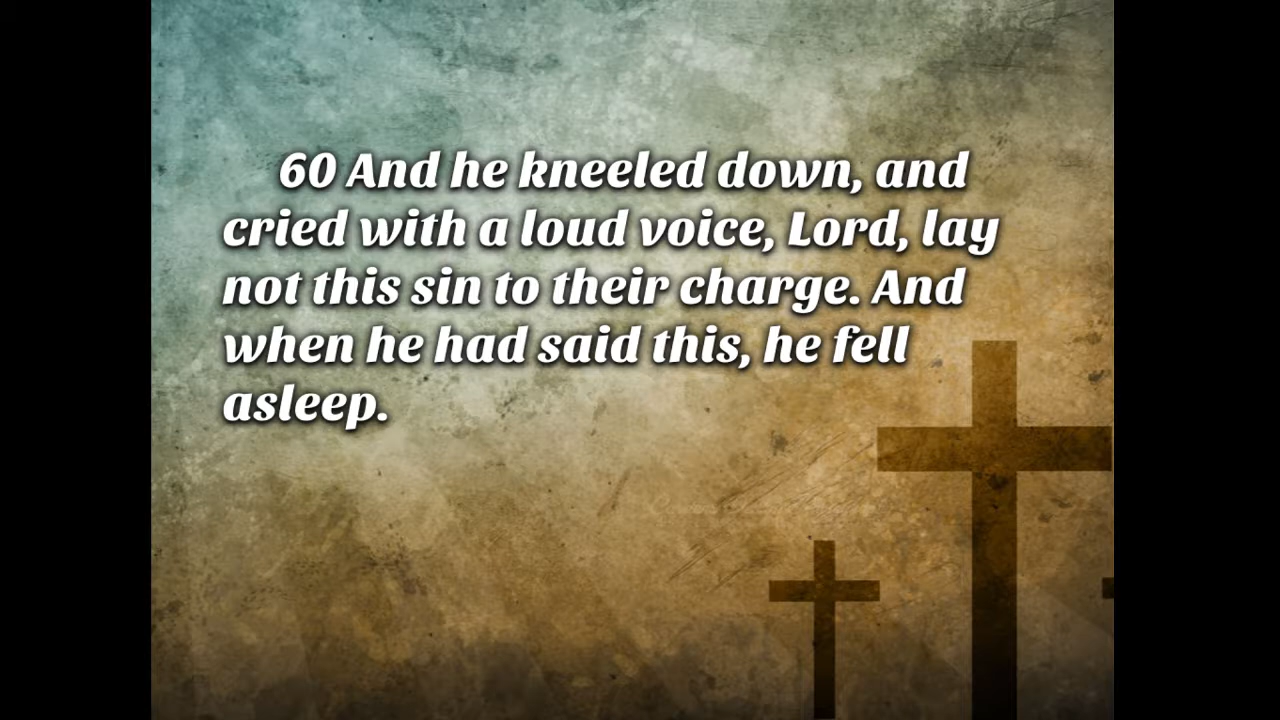 60 And he kneeled down, and
cried with a loud voice, Lord, lay
not this sin to their charge. And
when he had said this, he fell
asleep.